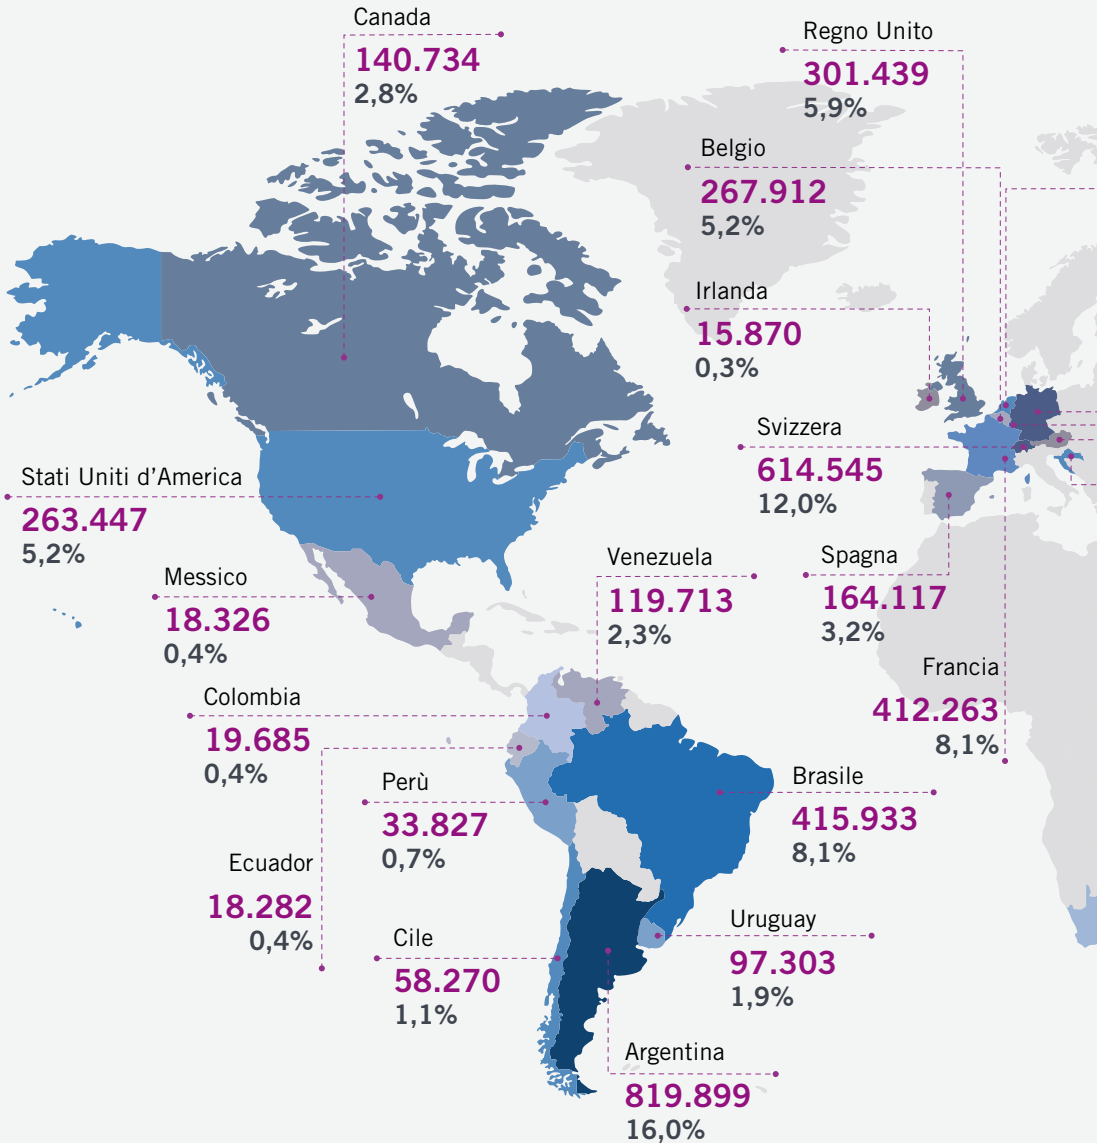 Canada
140.734
2,8%
Regno Unito
301.439
5,9%
Belgio
267.912
5,2%
Irlanda
15.870
0,3%
Svizzera
614.545
12,0%
Stati Uniti d’America
263.447
5,2%
Messico
18.326
0,4%
Venezuela
119.713
2,3%
Spagna
164.117
3,2%
Francia
412.263
8,1%
Colombia
19.685
0,4%
Perù
33.827
0,7%
Brasile
415.933
8,1%
Ecuador
18.282
0,4%
Cile
58.270
1,1%
Uruguay
97.303
1,9%
Argentina
819.899
16,0%